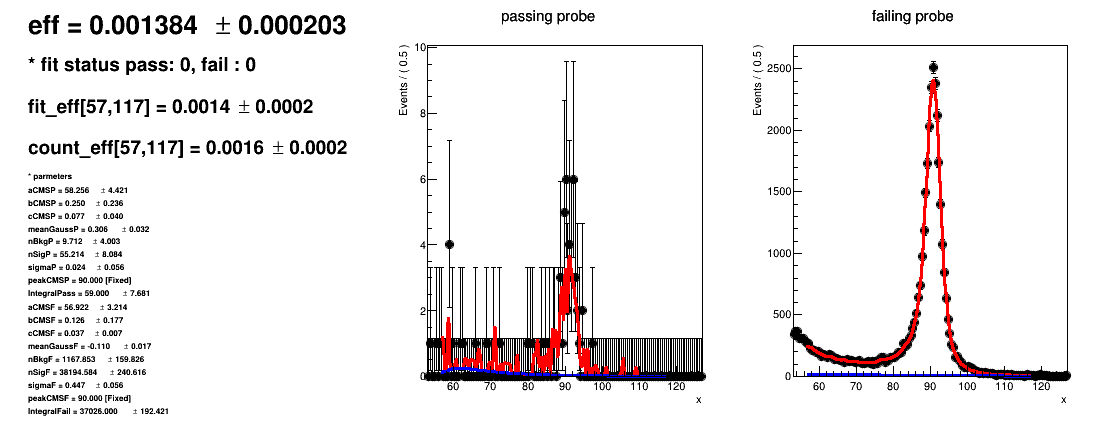 eff = 0.001384 ± 0.000203
* fit status pass: 0, fail : 0
fit_eff[57,117] = 0.0014 ± 0.0002
count_eff[57,117] = 0.0016 ± 0.0002
* parmeters
aCMSP = 58.256 ± 4.421
bCMSP = 0.250 ± 0.236
cCMSP = 0.077 ± 0.040
meanGaussP = 0.306 ± 0.032
nBkgP = 9.712 ± 4.003
nSigP = 55.214 ± 8.084
sigmaP = 0.024 ± 0.056
peakCMSP = 90.000 [Fixed]
IntegralPass = 59.000 ± 7.681
aCMSF = 56.922 ± 3.214
bCMSF = 0.126 ± 0.177
cCMSF = 0.037 ± 0.007
meanGaussF = -0.110 ± 0.017
nBkgF = 1167.853 ± 159.826
nSigF = 38194.584 ± 240.616
sigmaF = 0.447 ± 0.056
peakCMSF = 90.000 [Fixed]
IntegralFail = 37026.000 ± 192.421
passing probe
Events / ( 0.5 )
10
8
6
4
2
0
60 70 80 90 100 110 120
x
failing probe
Events / ( 0.5 )
2500
2000
1500
1000
500
0
60 70 80 90 100 110 120
x